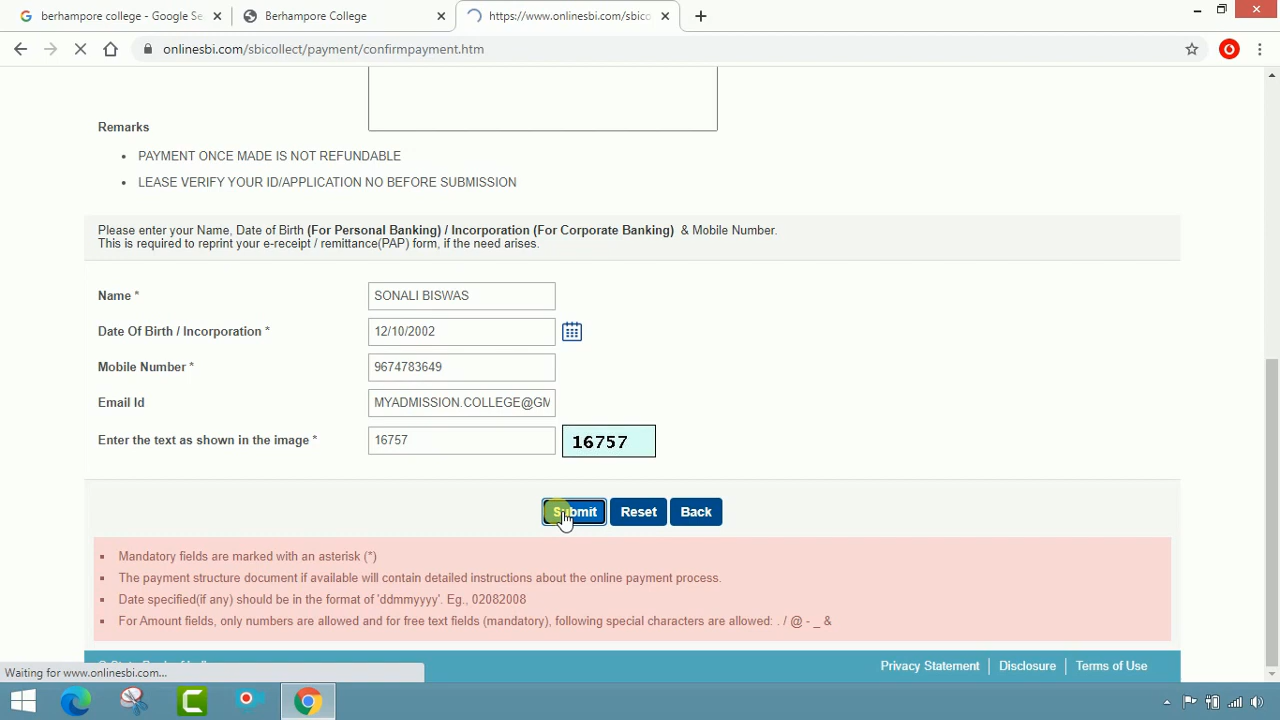 berhampore college - Google Se
Berhampore College
https://www.onlinesbi.com/sbico
onlinesbi.com/sbicollect/payment/confirmpayment.htm
Remarks
PAYMENT ONCE MADE IS NOT REFUNDABLE
LEASE VERIFY YOUR ID/APPLICATION NO BEFORE SUBMISSION
Please enter your Name, Date of Birth (For Personal Banking) / Incorporation (For Corporate Banking) & Mobile Number.
This is required to reprint your e-receipt / remittance(PAP) form, if the need arises.
Name * SONALI BISWAS
Date Of Birth / Incorporation * 12/10/2002
Mobile Number * 9674783649
Email Id MYADMISSION.COLLEGE@GM
Enter the text as shown in the image * 16757 16757
Submit Reset Back
Mandatory fields are marked with an asterisk (*)
The payment structure document if available will contain detailed instructions about the online payment process.
Date specified(if any) should be in the format of 'ddmmyyyy'. Eg., 02082008
For Amount fields, only numbers are allowed and for free text fields (mandatory), following special characters are allowed: . / @ - _ &
Privacy Statement Disclosure Terms of Use
Waiting for www.onlinesbi.com...